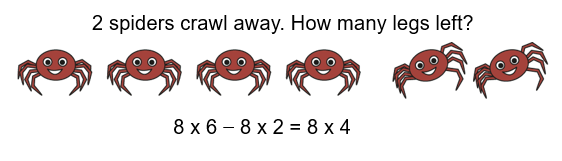 2 spiders crawl away. How many legs left?
8 x 6 – 8 x 2 = 8 x 4